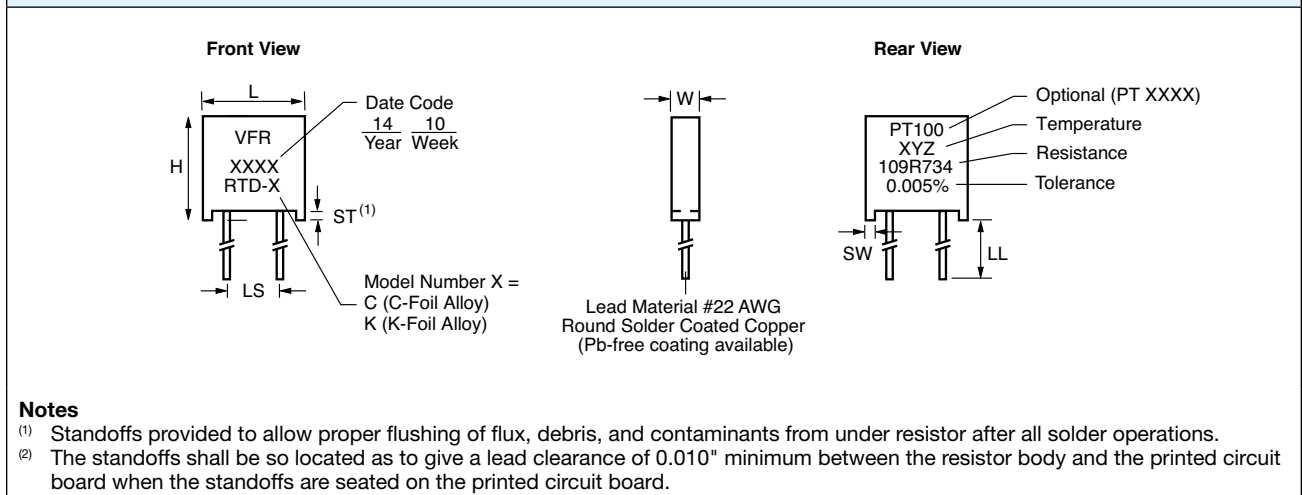 Front View
L
H
VFR
XXXX
RTD-X
Date Code
14 10
Year Week
ST(1)
LS
Model Number X =
C (C-Foil Alloy)
K (K-Foil Alloy)
W
Lead Material #22 AWG
Round Solder Coated Copper
(Pb-free coating available)
Rear View
PT100
XYZ
109R734
0.005%
Optional (PT XXXX)
Temperature
Resistance
Tolerance
SW
LL
Notes
(1) Standoffs provided to allow proper flushing of flux, debris, and contaminants from under resistor after all solder operations.
(2) The standoffs shall be so located as to give a lead clearance of 0.010" minimum between the resistor body and the printed circuit
board when the standoffs are seated on the printed circuit board.